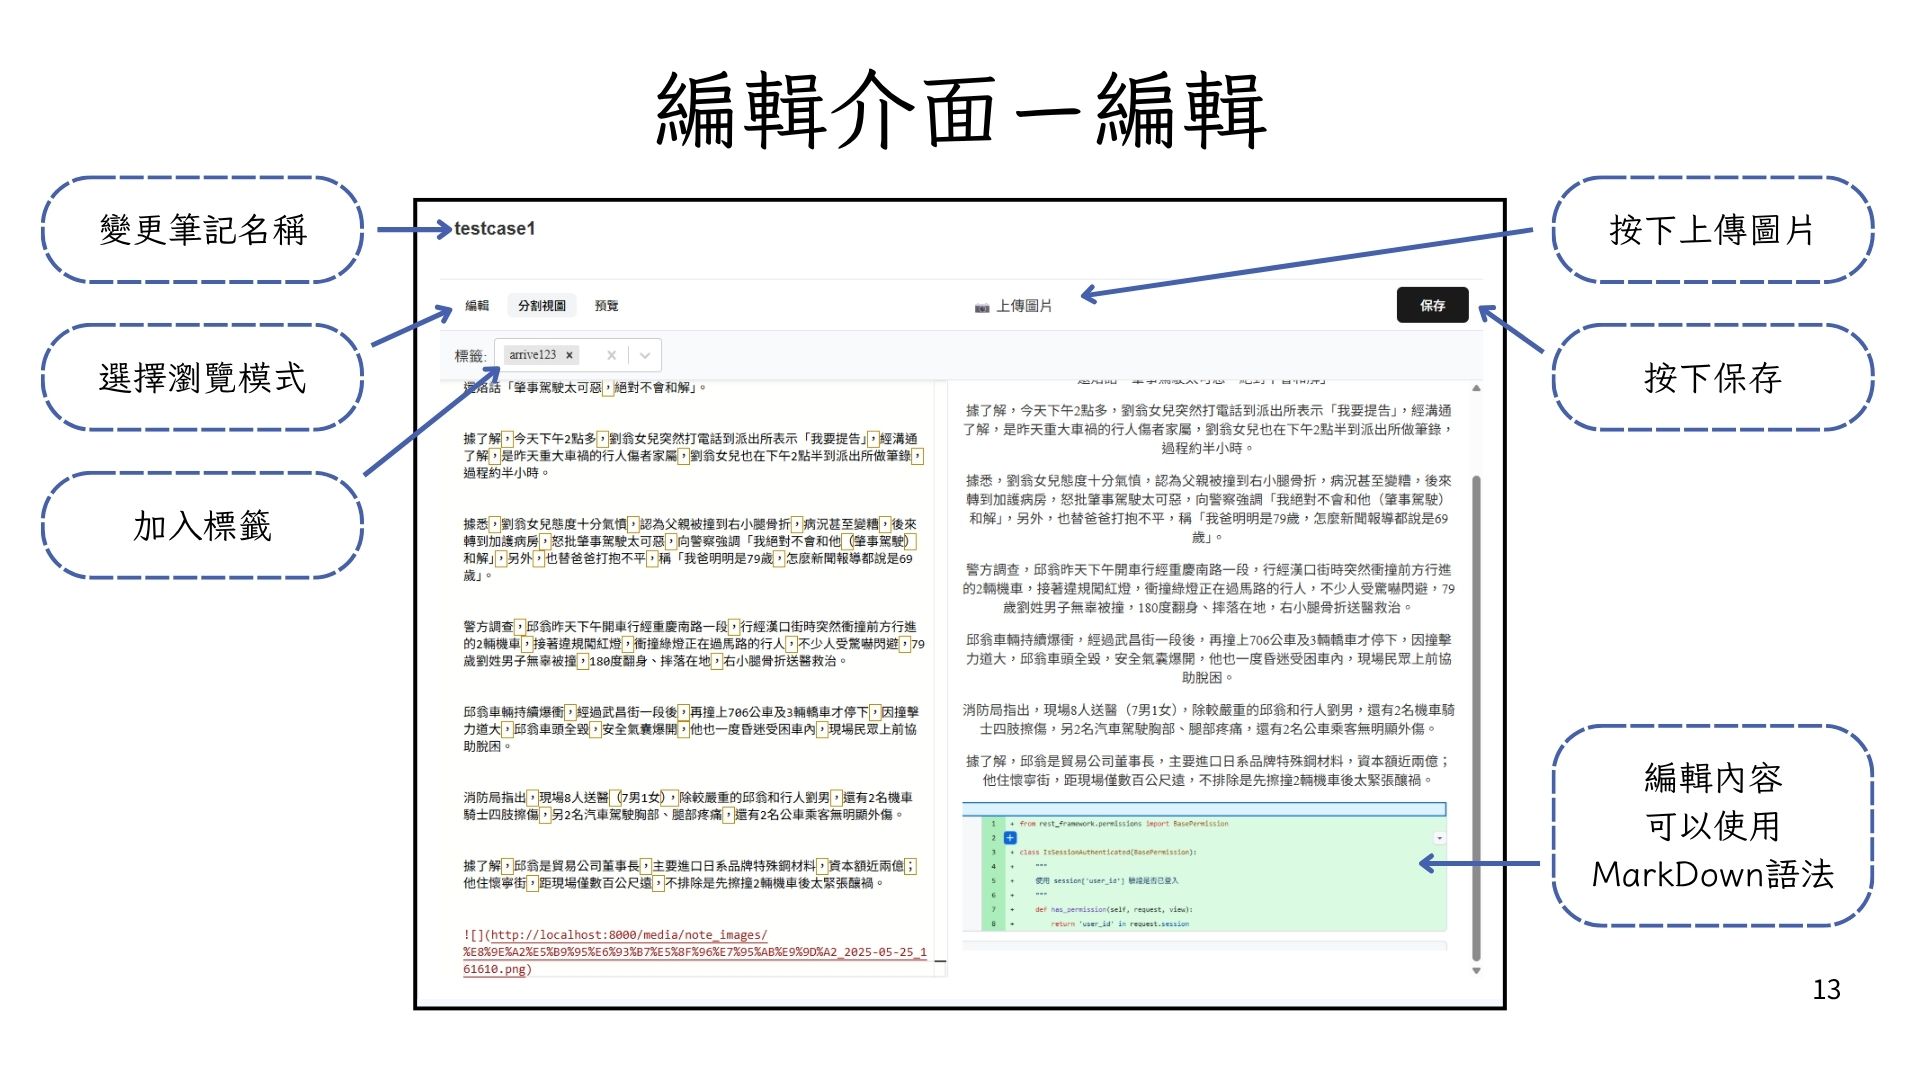 編輯介面－編輯
變更筆記名稱
選擇瀏覽模式
加入標籤
按下上傳圖片
按下保存
編輯內容
可以使用
MarkDown語法
testcase1
編輯
分割視圖
預覽
📷 上傳圖片
保存
標籤:
arrive123 ×
還烙話「肇事駕駛太可惡，絕對不會和解」。
據了解，今天下午2點多，劉翁女兒突然打電話到派出所表示「我要提告」，經溝通
了解，是昨天重大車禍的行人傷者家屬，劉翁女兒也在下午2點半到派出所做筆錄，
過程約半小時。
據悉，劉翁女兒態度十分氣憤，認為父親被撞到右小腿骨折，病況甚至變糟，後來
轉到加護病房，怒批肇事駕駛太可惡，向警察強調「我絕對不會和他（肇事駕駛）
和解」，另外，也替爸爸打抱不平，稱「我爸明明是79歲，怎麼新聞報導都說是69
歲」。
警方調查，邱翁昨天下午開車行經重慶南路一段，行經漢口街時突然衝撞前方行進
的2輛機車，接著違規闖紅燈，衝撞綠燈正在過馬路的行人，不少人受驚嚇閃避，79
歲劉姓男子無辜被撞，180度翻身、摔落在地，右小腿骨折送醫救治。
邱翁車輛持續爆衝，經過武昌街一段後，再撞上706公車及3輛轎車才停下，因撞擊
力道大，邱翁車頭全毀，安全氣囊爆開，他也一度昏迷受困車內，現場民眾上前協
助脫困。
消防局指出，現場8人送醫（7男1女），除較嚴重的邱翁和行人劉男，還有2名機車
騎士四肢擦傷，另2名汽車駕駛胸部、腿部疼痛，還有2名公車乘客無明顯外傷。
據了解，邱翁是貿易公司董事長，主要進口日系品牌特殊鋼材料，資本額近兩億；
他住懷寧街，距現場僅數百公尺遠，不排除是先擦撞2輛機車後太緊張釀禍。
![](http://localhost:8000/media/note_images/
%E8%9E%A2%E5%B9%95%E6%93%B7%E5%8F%96%E7%95%AB%E9%9D%A2_2025-05-25_1
61610.png)
還烙話「肇事駕駛太可惡，絕對不會和解」
據了解，今天下午2點多，劉翁女兒突然打電話到派出所表示「我要提告」，經溝通
了解，是昨天重大車禍的行人傷者家屬，劉翁女兒也在下午2點半到派出所做筆錄，
過程約半小時。
據悉，劉翁女兒態度十分氣憤，認為父親被撞到右小腿骨折，病況甚至變糟，後來
轉到加護病房，怒批肇事駕駛太可惡，向警察強調「我絕對不會和他（肇事駕駛）
和解」，另外，也替爸爸打抱不平，稱「我爸明明是79歲，怎麼新聞報導都說是69
歲」。
警方調查，邱翁昨天下午開車行經重慶南路一段，行經漢口街時突然衝撞前方行進
的2輛機車，接著違規闖紅燈，衝撞綠燈正在過馬路的行人，不少人受驚嚇閃避，79
歲劉姓男子無辜被撞，180度翻身、摔落在地，右小腿骨折送醫救治。
邱翁車輛持續爆衝，經過武昌街一段後，再撞上706公車及3輛轎車才停下，因撞擊
力道大，邱翁車頭全毀，安全氣囊爆開，他也一度昏迷受困車內，現場民眾上前協
助脫困。
消防局指出，現場8人送醫（7男1女），除較嚴重的邱翁和行人劉男，還有2名機車騎
士四肢擦傷，另2名汽車駕駛胸部、腿部疼痛，還有2名公車乘客無明顯外傷。
據了解，邱翁是貿易公司董事長，主要進口日系品牌特殊鋼材料，資本額近兩億；
他住懷寧街，距現場僅數百公尺遠，不排除是先擦撞2輛機車後太緊張釀禍。
1 + from rest_framework.permissions import BasePermission
2 +
3 + class IsSessionAuthenticated(BasePermission):
4 + """
5 + 使用 session['user_id'] 驗證是否已登入
6 + """
7 + def has_permission(self, request, view):
8 + return 'user_id' in request.session
13